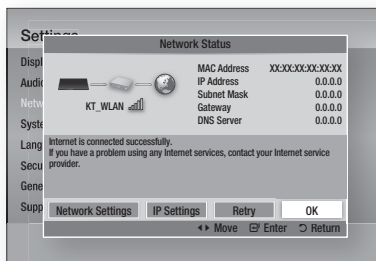 Settings
Network Status
Displ
Audio
Netw
Syste
Lang
Secu
Gene
Supp
KT_WLAN
MAC Address XX:XX:XX:XX:XX:XX
IP Address 0.0.0.0
Subnet Mask 0.0.0.0
Gateway 0.0.0.0
DNS Server 0.0.0.0
Internet is connected successfully.
If you have a problem using any Internet services, contact your Internet service
provider.
Network Settings IP Settings Retry OK
Move Enter Return